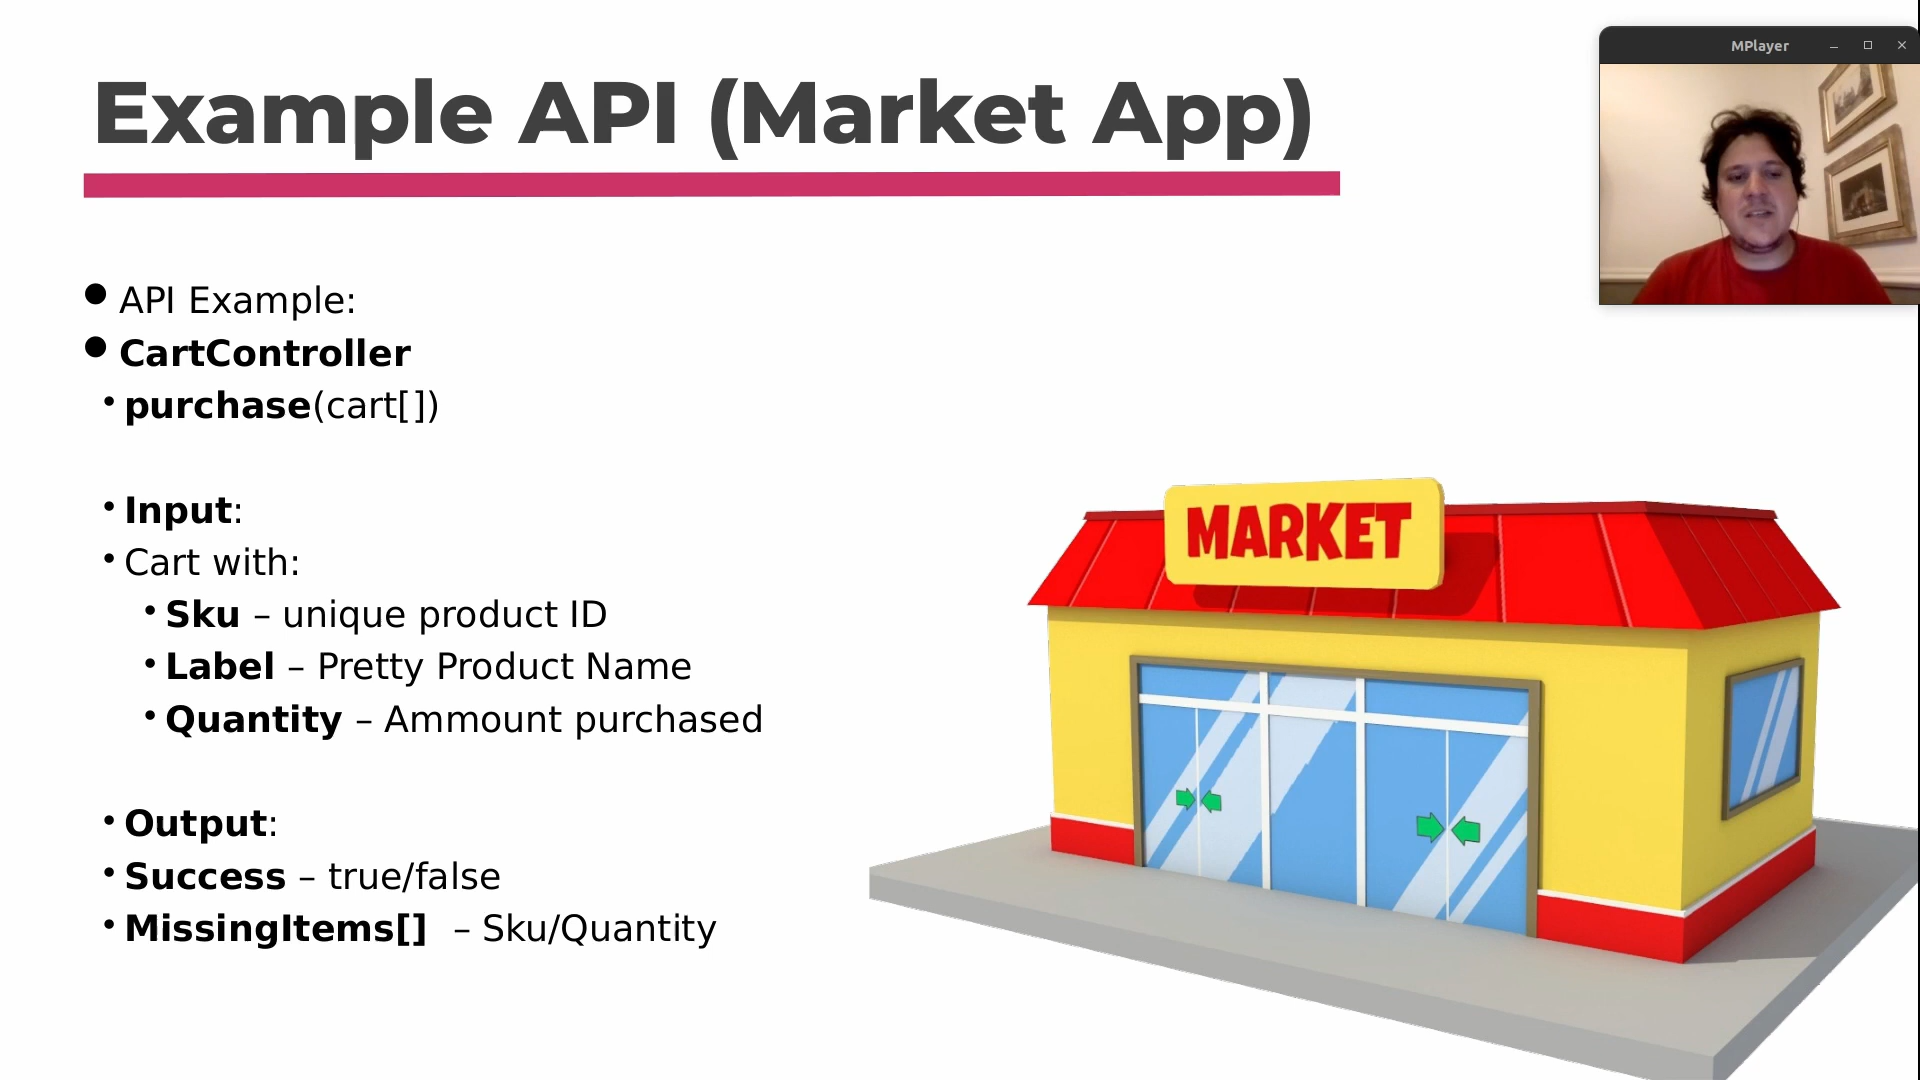 Example API (Market App)
MPlayer
API Example:
CartController
purchase(cart[])
Input:
Cart with:
Sku – unique product ID
Label – Pretty Product Name
Quantity – Ammount purchased
Output:
Success – true/false
MissingItems[] – Sku/Quantity
MARKET